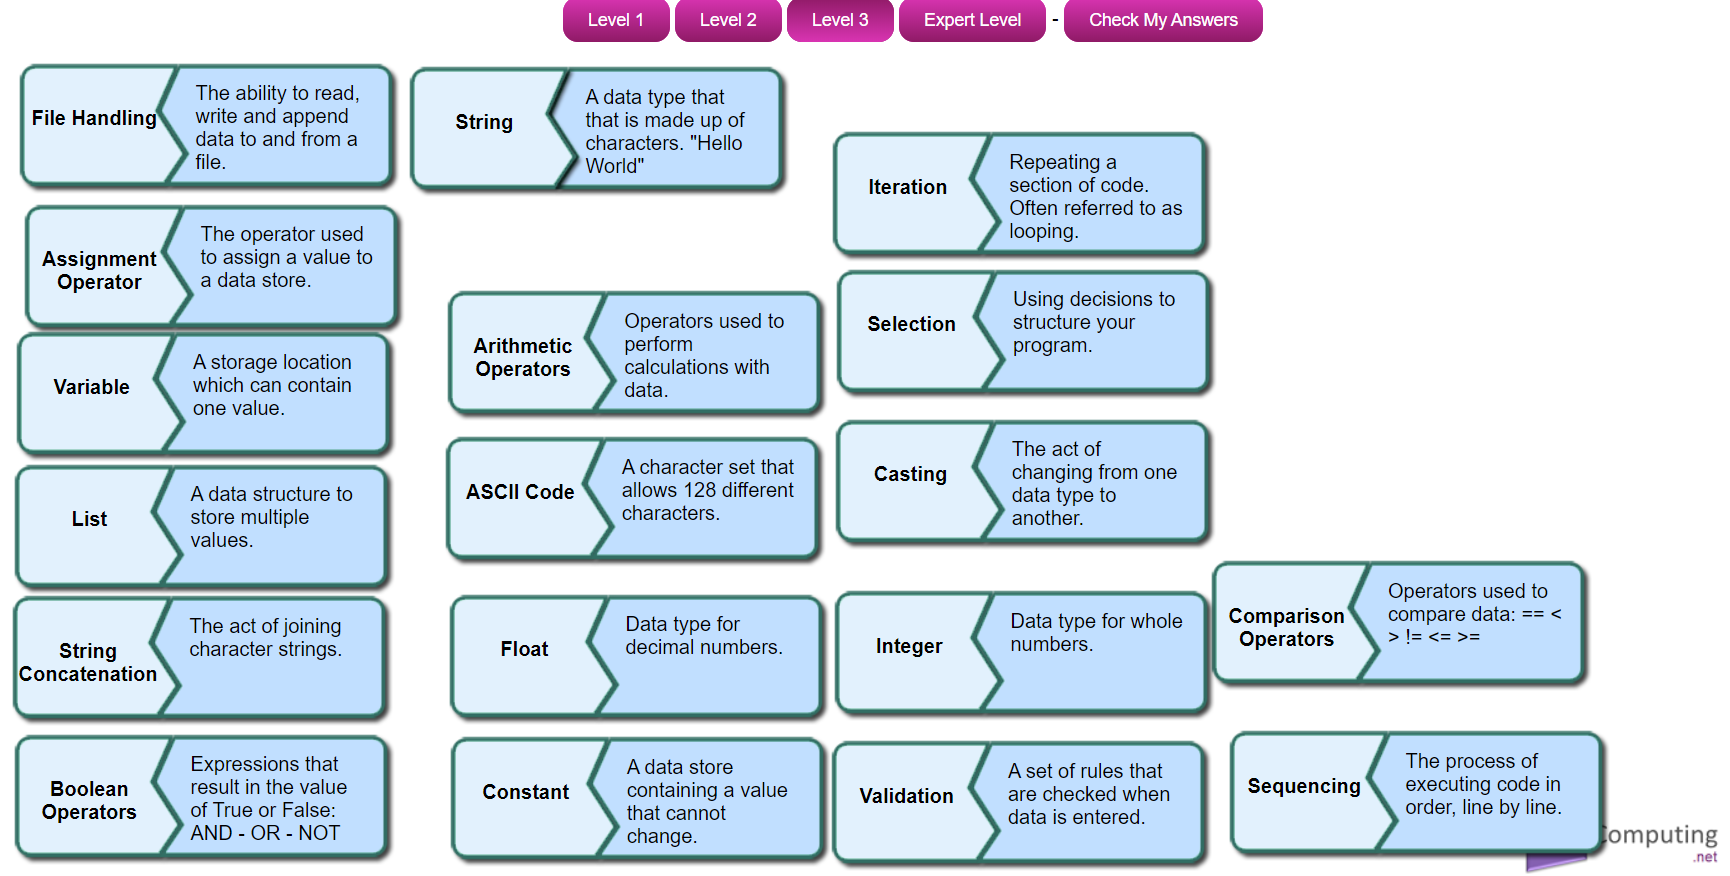 Level 1
Level 2
Level 3
Expert Level
-
Check My Answers
File Handling
The ability to read,
write and append
data to and from a
file.
String
A data type that
that is made up of
characters. "Hello
World"
Iteration
Repeating a
section of code.
Often referred to as
looping.
Assignment
Operator
The operator used
to assign a value to
a data store.
Arithmetic
Operators
Operators used to
perform
calculations with
data.
Selection
Using decisions to
structure your
program.
Variable
A storage location
which can contain
one value.
ASCII Code
A character set that
allows 128 different
characters.
Casting
The act of
changing from one
data type to
another.
List
A data structure to
store multiple
values.
String
Concatenation
The act of joining
character strings.
Float
Data type for
decimal numbers.
Integer
Data type for whole
numbers.
Comparison
Operators
Operators used to
compare data: == <
> != <= >=
Boolean
Operators
Expressions that
result in the value
of True or False:
AND - OR - NOT
Constant
A data store
containing a value
that cannot
change.
Validation
A set of rules that
are checked when
data is entered.
Sequencing
The process of
executing code in
order, line by line.
Computing
.net